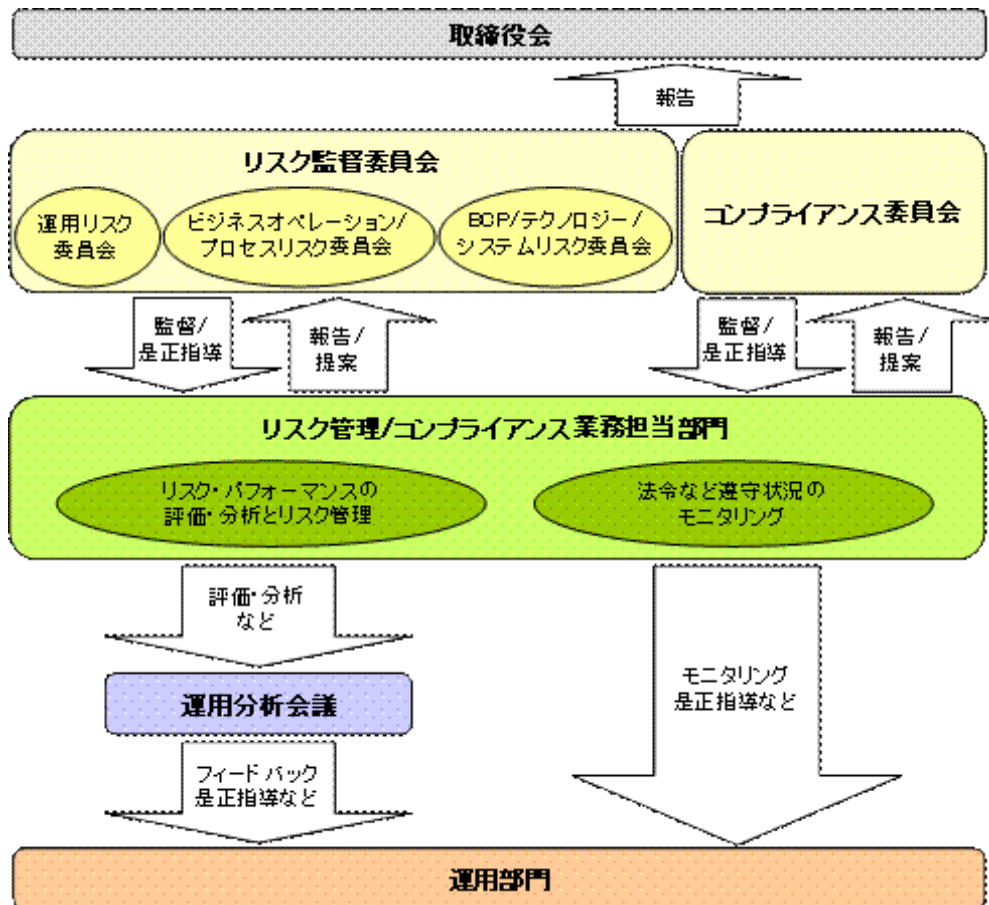 取締役会
報告
リスク監督委員会
運用リスク
委員会
ビジネスオペレーション/
プロセスリスク委員会
BCP/テクノロジー/
システムリスク委員会
コンプライアンス委員会
監督/
是正指導
報告/
提案
監督/
是正指導
報告/
提案
リスク管理/コンプライアンス業務担当部門
リスク・パフォーマンスの
評価・分析とリスク管理
法令など遵守状況の
モニタリング
評価・分析
など
運用分析会議
モニタリング
是正指導など
フィードバック
是正指導など
運用部門